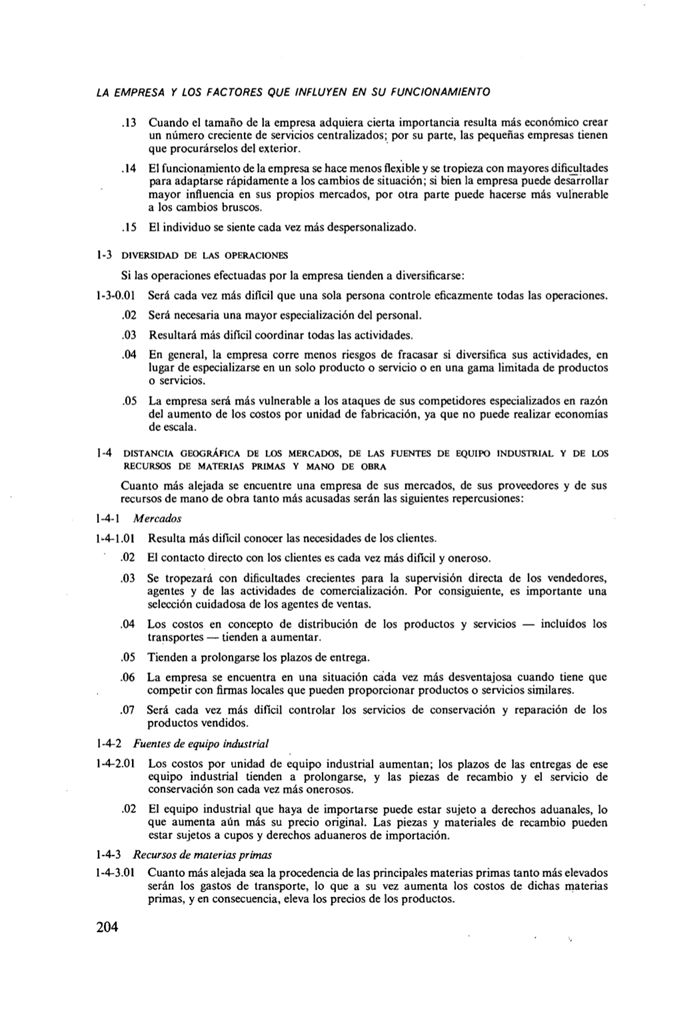 LA EMPRESA Y LOS FACTORES QUE INFLUYEN EN SU FUNCIONAMIENTO
.13 Cuando el tamaño de la empresa adquiera cierta importancia resulta más económico crear
un número creciente de servicios centralizados; por su parte, las pequeñas empresas tienen
que procurárselos del exterior.
.14 El funcionamiento de la empresa se hace menos flexible y se tropieza con mayores dificultades
para adaptarse rápidamente a los cambios de situación; si bien la empresa puede desarrollar
mayor influencia en sus propios mercados, por otra parte puede hacerse más vulnerable
a los cambios bruscos.
.15 El individuo se siente cada vez más despersonalizado.
1-3 DIVERSIDAD DE LAS OPERACIONES
Si las operaciones efectuadas por la empresa tienden a diversificarse:
1-3-0.01 Será cada vez más difícil que una sola persona controle eficazmente todas las operaciones.
.02 Será necesaria una mayor especialización del personal.
.03 Resultará más difícil coordinar todas las actividades.
.04 En general, la empresa corre menos riesgos de fracasar si diversifica sus actividades, en
lugar de especializarse en un solo producto o servicio o en una gama limitada de productos
o servicios.
.05 La empresa será más vulnerable a los ataques de sus competidores especializados en razón
del aumento de los costos por unidad de fabricación, ya que no puede realizar economías
de escala.
1-4 DISTANCIA GEOGRÁFICA DE LOS MERCADOS, DE LAS FUENTES DE EQUIPO INDUSTRIAL Y DE LOS
RECURSOS DE MATERIAS PRIMAS Y MANO DE OBRA
Cuanto más alejada se encuentre una empresa de sus mercados, de sus proveedores y de sus
recursos de mano de obra tanto más acusadas serán las siguientes repercusiones:
1-4-1 Mercados
1-4-1.01 Resulta más difícil conocer las necesidades de los clientes.
.02 El contacto directo con los clientes es cada vez más difícil y oneroso.
.03 Se tropezará con dificultades crecientes para la supervisión directa de los vendedores,
agentes y de las actividades de comercialización. Por consiguiente, es importante una
selección cuidadosa de los agentes de ventas.
.04 Los costos en concepto de distribución de los productos y servicios — incluídos los
transportes — tienden a aumentar.
.05 Tienden a prolongarse los plazos de entrega.
.06 La empresa se encuentra en una situación cada vez más desventajosa cuando tiene que
competir con firmas locales que pueden proporcionar productos o servicios similares.
.07 Será cada vez más difícil controlar los servicios de conservación y reparación de los
productos vendidos.
1-4-2 Fuentes de equipo industrial
1-4-2.01 Los costos por unidad de equipo industrial aumentan; los plazos de las entregas de ese
equipo industrial tienden a prolongarse, y las piezas de recambio y el servicio de
conservación son cada vez más onerosos.
.02 El equipo industrial que haya de importarse puede estar sujeto a derechos aduanales, lo
que aumenta aún más su precio original. Las piezas y materiales de recambio pueden
estar sujetos a cupos y derechos aduaneros de importación.
1-4-3 Recursos de materias primas
1-4-3.01 Cuanto más alejada sea la procedencia de las principales materias primas tanto más elevados
serán los gastos de transporte, lo que a su vez aumenta los costos de dichas materias
primas, y en consecuencia, eleva los precios de los productos.
204